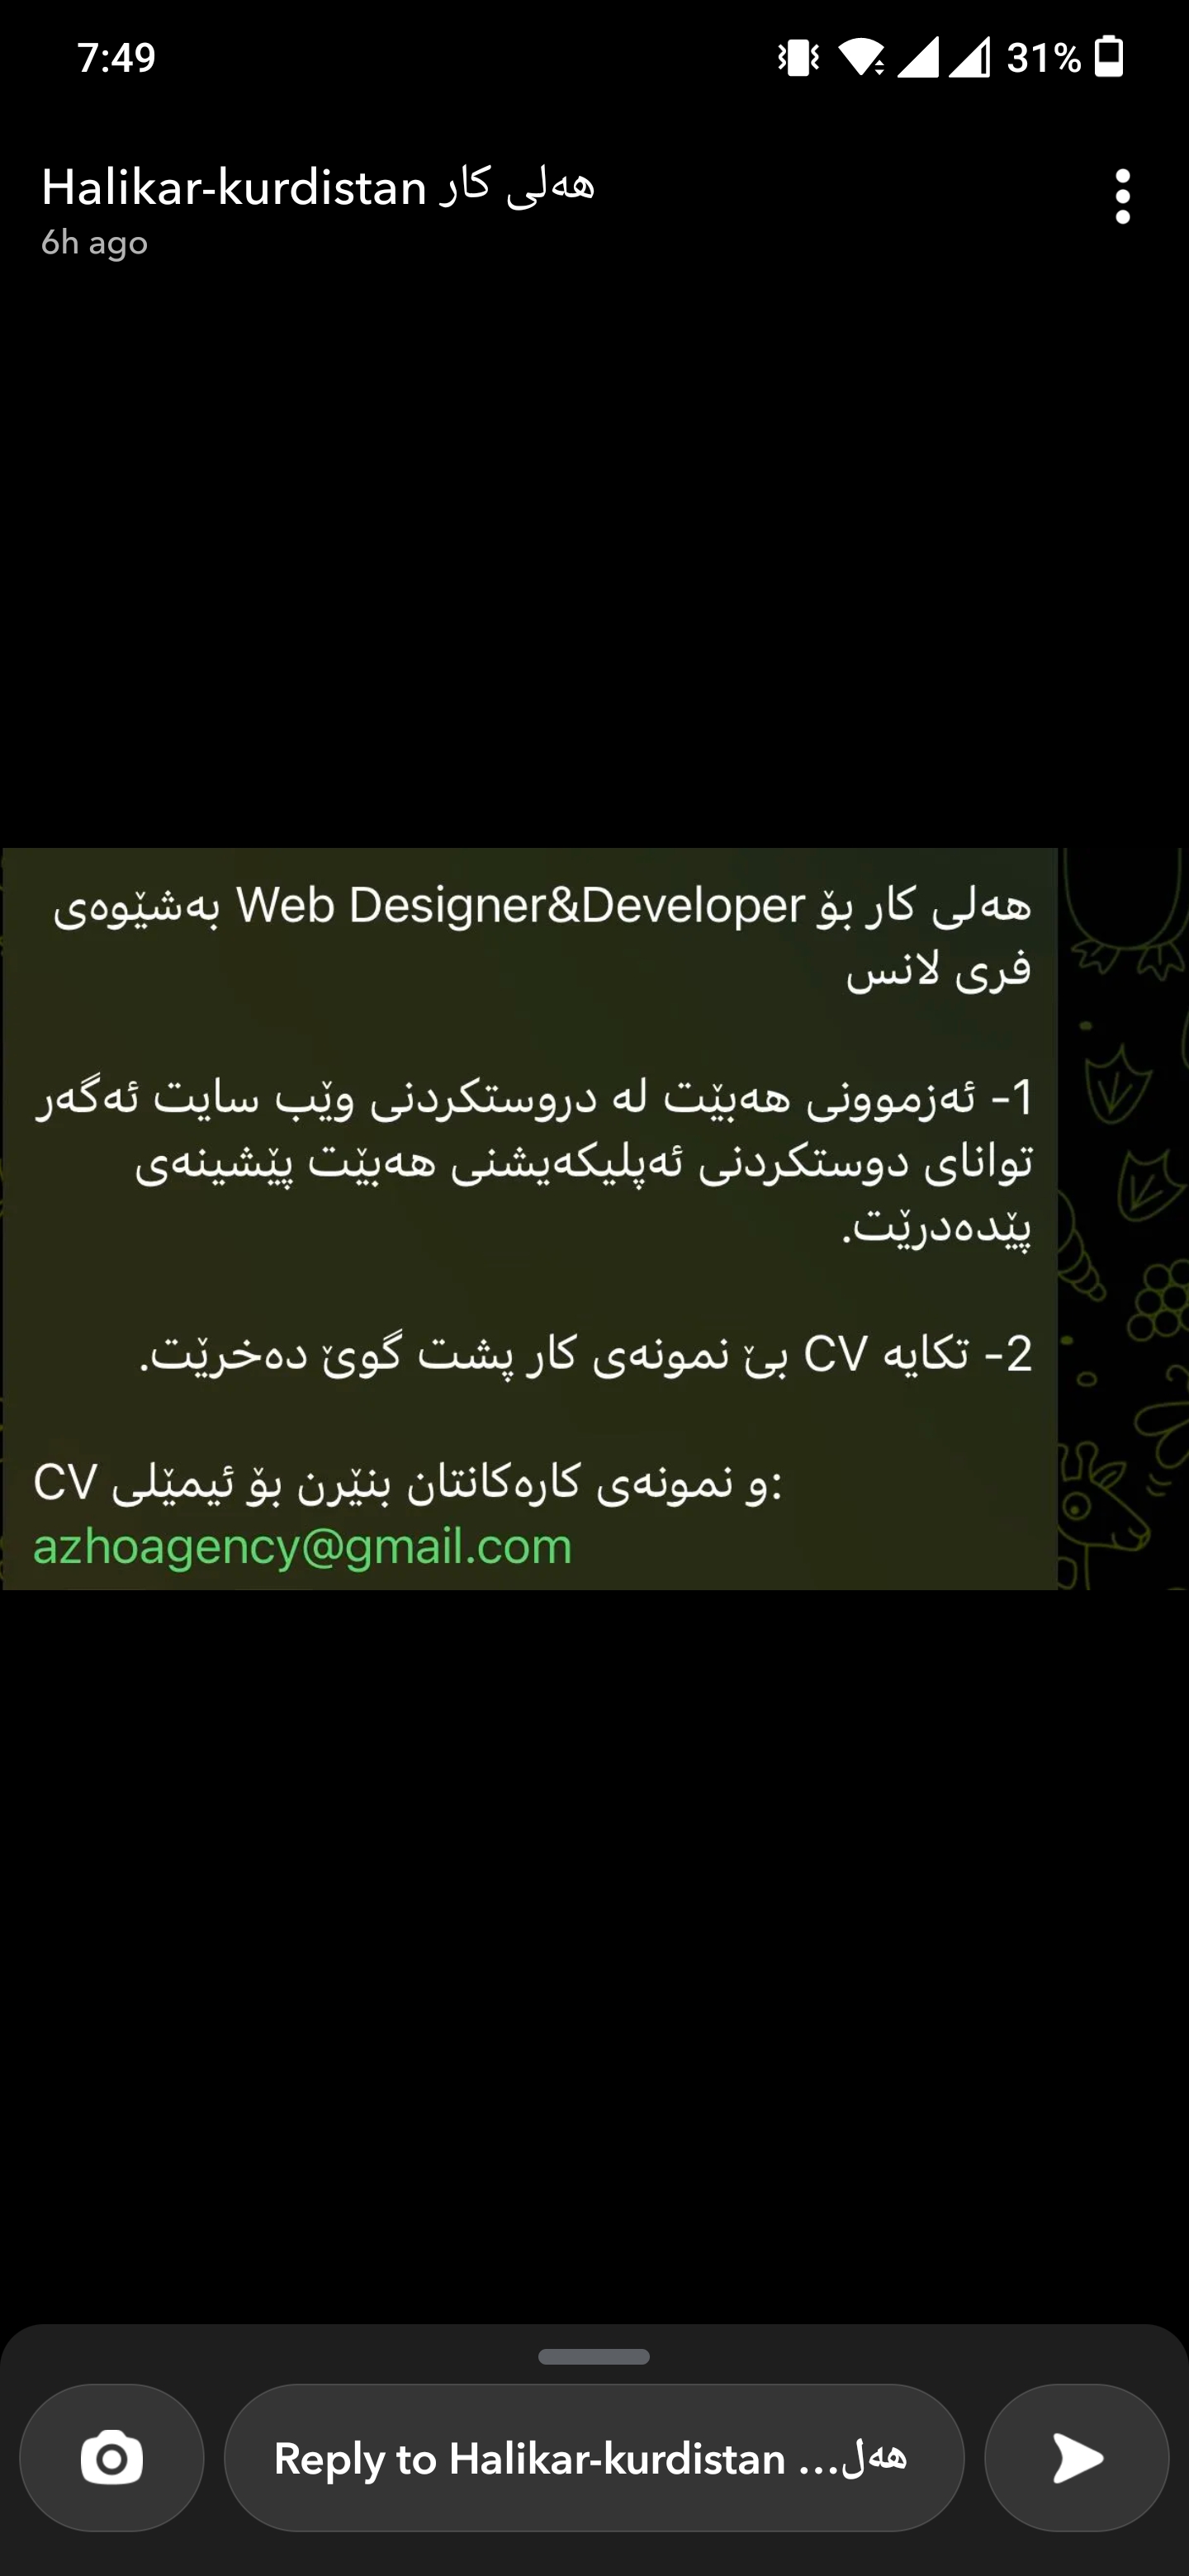 7:49
31%
Halikar-kurdistan هەلی کار
6h ago
هەلی کار بۆ Web Designer&Developer بەشێوەی
فری لانس
1- ئەزموونی هەبێت لە دروستکردنی وێب سایت ئەگەر
توانای دوستکردنی ئەپلیکەیشنی هەبێت پێشینەی
پێدەدرێت.
2- تکایە CV بێ نمونەی کار پشت گوێ دەخرێت.
CV و نمونەی کارەکانتان بنێرن بۆ ئیمێلی:
azhoagency@gmail.com
Reply to Halikar-kurdistan هەل...